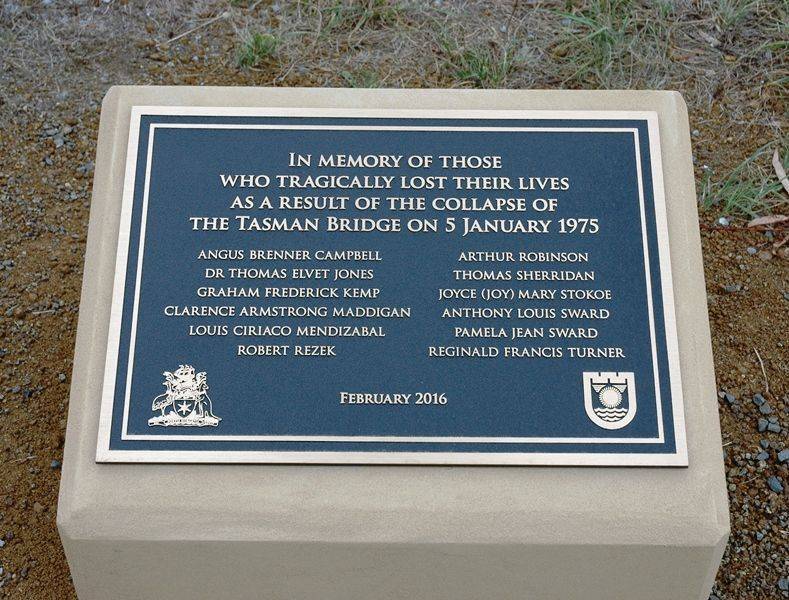 IN MEMORY OF THOSE
WHO TRAGICALLY LOST THEIR LIVES
AS A RESULT OF THE COLLAPSE OF
THE TASMAN BRIDGE ON 5 JANUARY 1975
ANGUS BRENNER CAMPBELL
DR THOMAS ELVET JONES
GRAHAM FREDERICK KEMP
CLARENCE ARMSTRONG MADDIGAN
LOUIS CIRIACO MENDIZABAL
ROBERT REZEK
ARTHUR ROBINSON
THOMAS SHERRIDAN
JOYCE (JOY) MARY STOKOE
ANTHONY LOUIS SWARD
PAMELA JEAN SWARD
REGINALD FRANCIS TURNER
FEBRUARY 2016